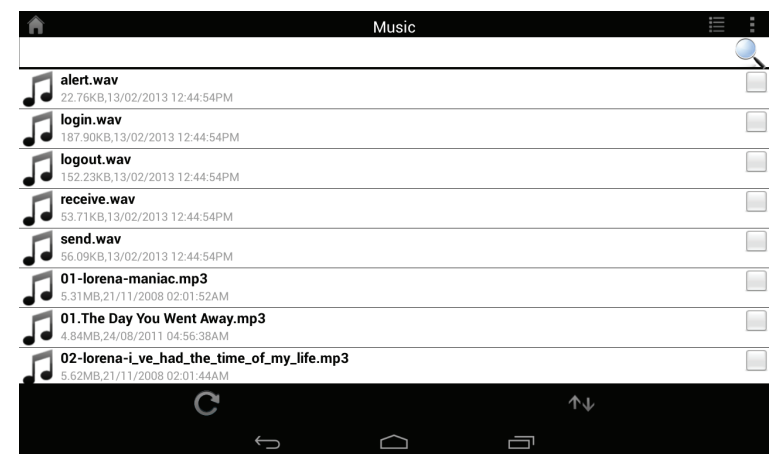 Music
alert.wav
22.76KB,13/02/2013 12:44:54PM
login.wav
187.90KB,13/02/2013 12:44:54PM
logout.wav
152.23KB,13/02/2013 12:44:54PM
receive.wav
53.71KB,13/02/2013 12:44:54PM
send.wav
56.09KB,13/02/2013 12:44:54PM
01-lorena-maniac.mp3
5.31MB,21/11/2008 02:01:52AM
01.The Day You Went Away.mp3
4.84MB,24/08/2011 04:56:38AM
02-lorena-i_ve_had_the_time_of_my_life.mp3
5.62MB,21/11/2008 02:01:44AM